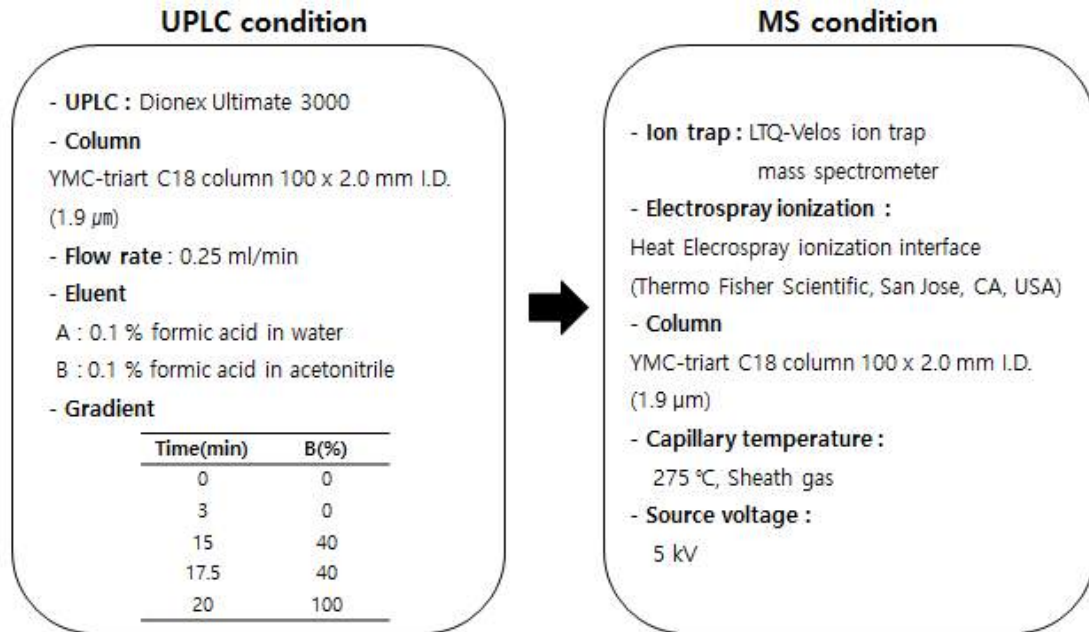 UPLC condition
- UPLC : Dionex Ultimate 3000
- Column
YMC-triart C18 column 100 x 2.0 mm I.D.
(1.9 ㎛)
- Flow rate : 0.25 ml/min
- Eluent
A : 0.1 % formic acid in water
B : 0.1 % formic acid in acetonitrile
- Gradient
Time(min) B(%)
0 0
3 0
15 40
17.5 40
20 100
MS condition
- Ion trap : LTQ-Velos ion trap
mass spectrometer
- Electrospray ionization :
Heat Elecrospray ionization interface
(Thermo Fisher Scientific, San Jose, CA, USA)
- Column
YMC-triart C18 column 100 x 2.0 mm I.D.
(1.9 μm)
- Capillary temperature :
275 ℃, Sheath gas
- Source voltage :
5 kV